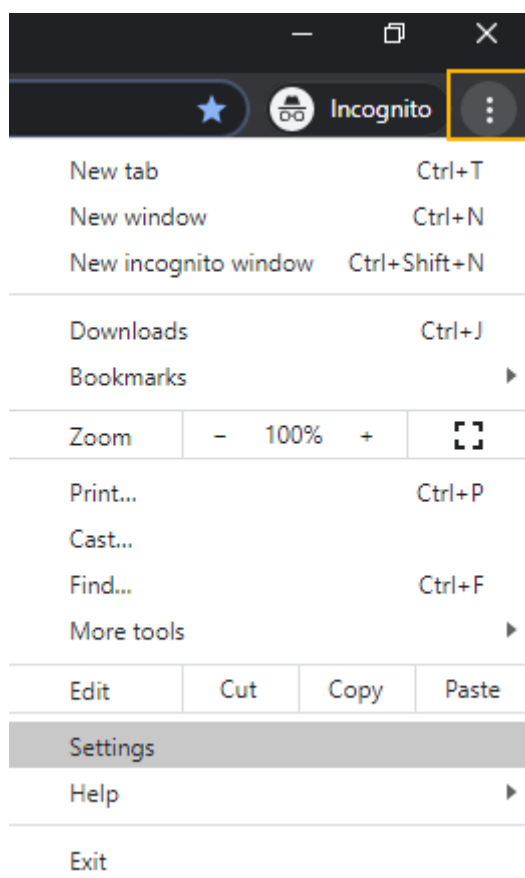 Incognito
New tab Ctrl+T
New window Ctrl+N
New incognito window Ctrl+Shift+N
Downloads Ctrl+J
Bookmarks
Zoom - 100% +
Print... Ctrl+P
Cast...
Find... Ctrl+F
More tools
Edit Cut Copy Paste
Settings
Help
Exit